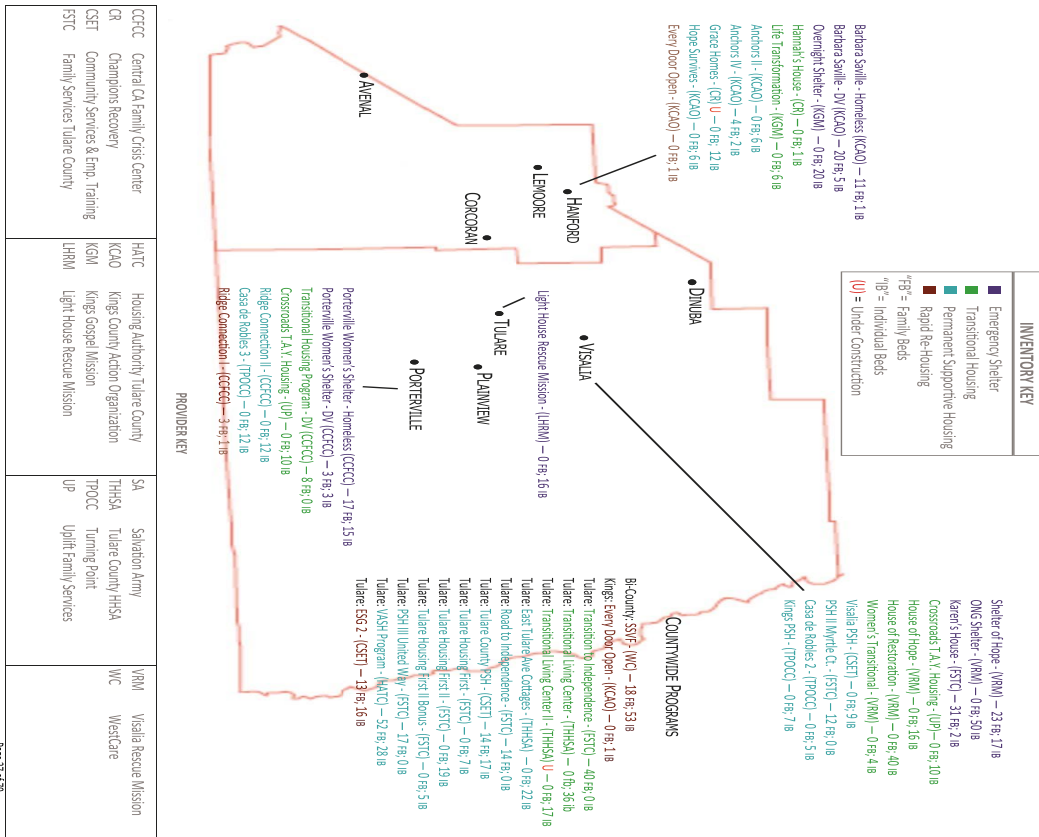 INVENTORY KEY
Emergency Shelter
Transitional Housing
Permanent Supportive Housing
Rapid Re-Housing
"FB"= Family Beds
"IB"= Individual Beds
(U) = Under Construction
Barbara Saville - Homeless (KCAO) — 11 FB; 1 IB
Barbara Saville - DV (KCAO) — 20 FB; 5 IB
Overnight Shelter - (KGM) — 0 FB; 20 IB
Hannah's House - (CR) — 0 FB; 1 IB
Life Transformation - (KGM) — 0 FB; 6 IB
Anchors II - (KCAO) — 0 FB; 6 IB
Anchors IV - (KCAO) — 4 FB; 2 IB
Grace Homes - (CR) U — 0 FB; 12 IB
Hope Survives - (KCAO) — 0 FB; 6 IB
Every Door Open - (KCAO) — 0 FB; 1 IB
Shelter of Hope - (VRM) — 23 FB; 17 IB
ONG Shelter - (VRM) — 0 FB; 50 IB
Karen's House - (FSTC) — 31 FB; 2 IB
Crossroads T.A.Y. Housing - (UP)— 0 FB; 10 IB
House of Hope - (VRM) — 0 FB; 16 IB
House of Restoration - (VRM) — 0 FB; 40 IB
Women's Transitional - (VRM) — 0 FB; 4 IB
Visalia PSH - (CSET) — 0 FB; 9 IB
PSH II Myrtle Ct. - (FSTC) — 12 FB; 0 IB
Casa de Robles 2 - (TPOCC) — 0 FB; 5 IB
Kings PSH - (TPOCC) — 0 FB; 7 IB
DINUBA
HANFORD
LEMOORE
CORCORAN
AVENAL
VISALIA
TULARE
PLAINVIEW
PORTERVILLE
Light House Rescue Mission - (LHRM) — 0 FB; 16 IB
Porterville Women's Shelter - Homeless (CCFCC) — 17 FB; 15 IB
Porterville Women's Shelter - DV (CCFCC) — 3 FB; 3 IB
Transitional Housing Program - DV (CCFCC) — 8 FB; 0 IB
Crossroads T.A.Y. Housing - (UP) — 0 FB; 10 IB
Ridge Connection II - (CCFCC) — 0 FB; 12 IB
Casa de Robles 3 - (TPOCC) — 0 FB; 12 IB
Ridge Connection I - (CCFCC) — 3 FB; 1 IB
COUNTYWIDE PROGRAMS
Bi-County: SSVF- (WC) — 18 FB; 53 IB
Kings: Every Door Open - (KCAO) — 0 FB; 1 IB
Tulare: Transition to Independence - (FSTC) — 40 FB; 0 IB
Tulare: Transitional Living Center - (THHSA) — 0 fb; 36 ib
Tulare: Transitional Living Center II - (THHSA) U — 0 FB; 17 IB
Tulare: East Tulare Ave Cottages - (THHSA) — 0 FB; 22 IB
Tulare: Road to Independence - (FSTC) — 14 FB; 0 IB
Tulare: Tulare County PSH - (CSET) — 14 FB; 17 IB
Tulare: Tulare Housing First - (FSTC) — 0 FB; 7 IB
Tulare: Tulare Housing First II - (FSTC) — 0 FB; 19 IB
Tulare: Tulare Housing First II Bonus - (FSTC) — 0 FB; 5 IB
Tulare: PSH III United Way - (FSTC) — 17 FB; 0 IB
Tulare: VASH Program - (HATC) — 52 FB; 28 IB
Tulare: ESG 2 - (CSET) — 13 FB; 16 IB
PROVIDER KEY
CCFCC Central CA Family Crisis Center
CR Champions Recovery
CSET Community Services & Emp. Training
FSTC Family Services Tulare County
HATC Housing Authority Tulare County
KCAO Kings County Action Organization
KGM Kings Gospel Mission
LHRM Light House Rescue Mission
SA Salvation Army
THHSA Tulare County HHSA
TPOCC Turning Point
UP Uplift Family Services
VRM Visalia Rescue Mission
WC WestCare